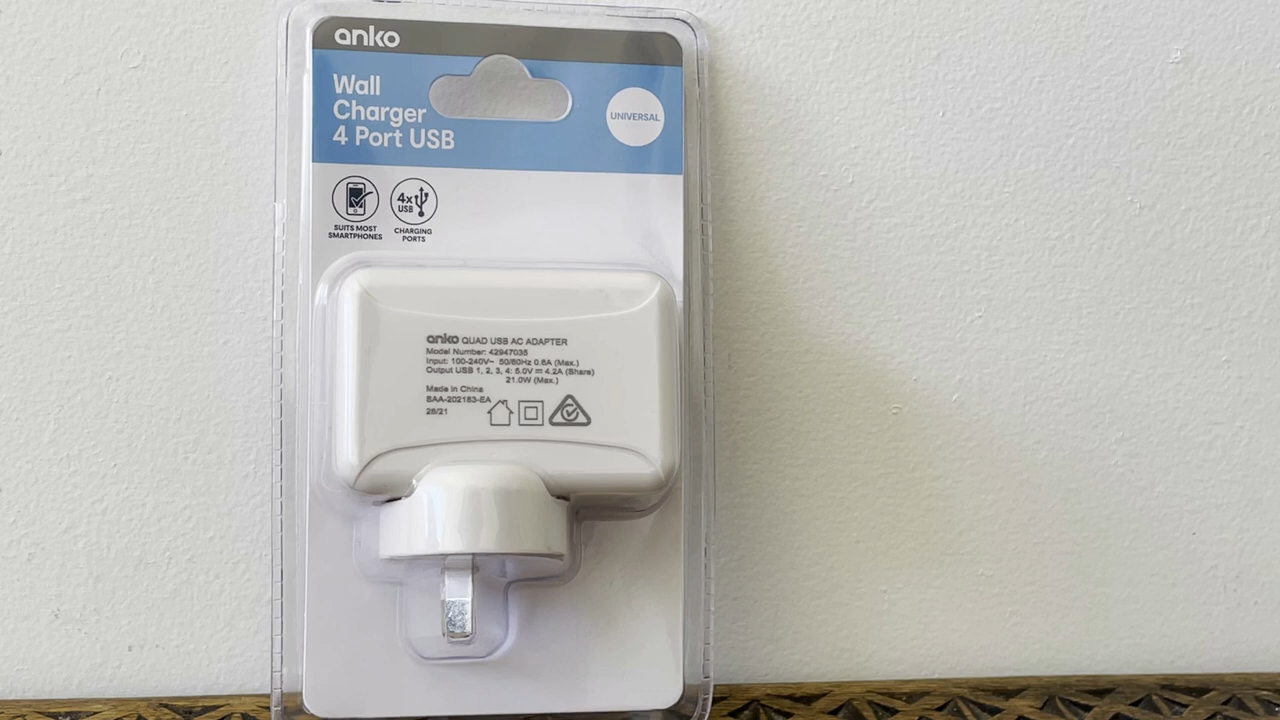 anko
Wall
Charger
4 Port USB
UNIVERSAL
4x
USB
SUITS MOST
SMARTPHONES
CHARGING
PORTS
anko QUAD USB AC ADAPTER
Model Number: 42947035
Input: 100-240V~ 50/60Hz 0.6A (Max.)
Output USB 1, 2, 3, 4: 5.0V⎓4.2A (Share)
21.0W (Max.)
Made in China
SAA-202183-EA
26/21